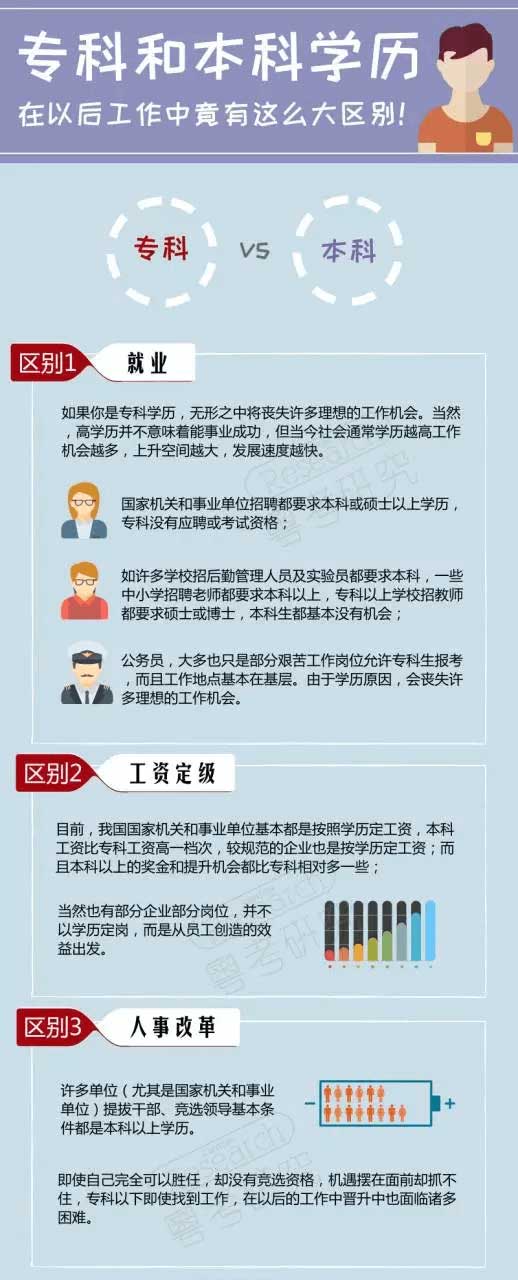 专科和本科学历
在以后工作中竟有这么大区别!
专科
VS
本科
区别1
就业
如果你是专科学历，无形之中将丧失许多理想的工作机会。当然
，高学历并不意味着能事业成功，但当今社会通常学历越高工作
机会越多，上升空间越大，发展速度越快。
Research
粤考研究
国家机关和事业单位招聘都要求本科或硕士以上学历，
专科没有应聘或考试资格；
如许多学校招后勤管理人员及实验员都要求本科，一些
中小学招聘老师都要求本科以上，专科以上学校招教师
都要求硕士或博士，本科生都基本没有机会；
公务员，大多也只是部分艰苦工作岗位允许专科生报考
，而且工作地点基本在基层。由于学历原因，会丧失许
多理想的工作机会。
区别2
工资定级
目前，我国国家机关和事业单位基本都是按照学历定工资，本科
工资比专科工资高一档次，较规范的企业也是按学历定工资；而
且本科以上的奖金和提升机会都比专科相对多一些；
Research
粤考研究
当然也有部分企业部分岗位，并不
以学历定岗，而是从员工创造的效
益出发。
区别3
人事改革
许多单位（尤其是国家机关和事业
单位）提拔干部、竞选领导基本条
件都是本科以上学历。
Research
粤考研究
即使自己完全可以胜任，却没有竞选资格，机遇摆在面前却抓不
住，专科以下即使找到工作，在以后的工作中晋升中也面临诸多
困难。